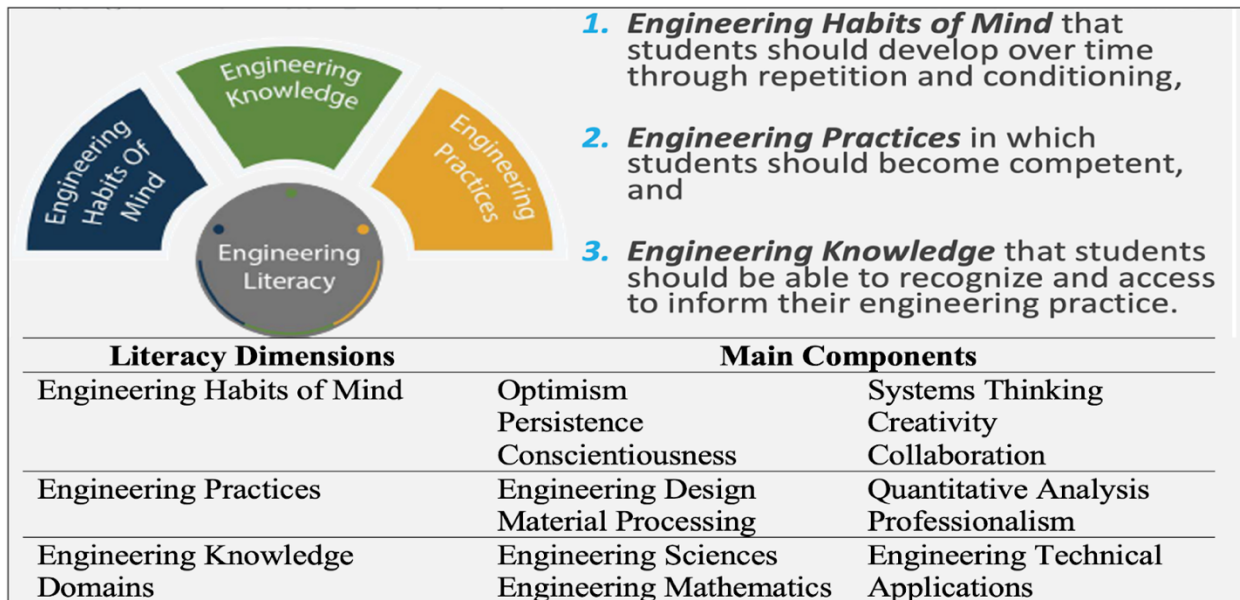 Engineering
Habits Of
Mind
Engineering
Knowledge
Engineering
Practices
Engineering
Literacy
1. Engineering Habits of Mind that
students should develop over time
through repetition and conditioning,
2. Engineering Practices in which
students should become competent,
and
3. Engineering Knowledge that students
should be able to recognize and access
to inform their engineering practice.
Literacy Dimensions Main Components
Engineering Habits of Mind Optimism Systems Thinking
Persistence Creativity
Conscientiousness Collaboration
Engineering Practices Engineering Design Quantitative Analysis
Material Processing Professionalism
Engineering Knowledge Engineering Sciences Engineering Technical
Domains Engineering Mathematics Applications